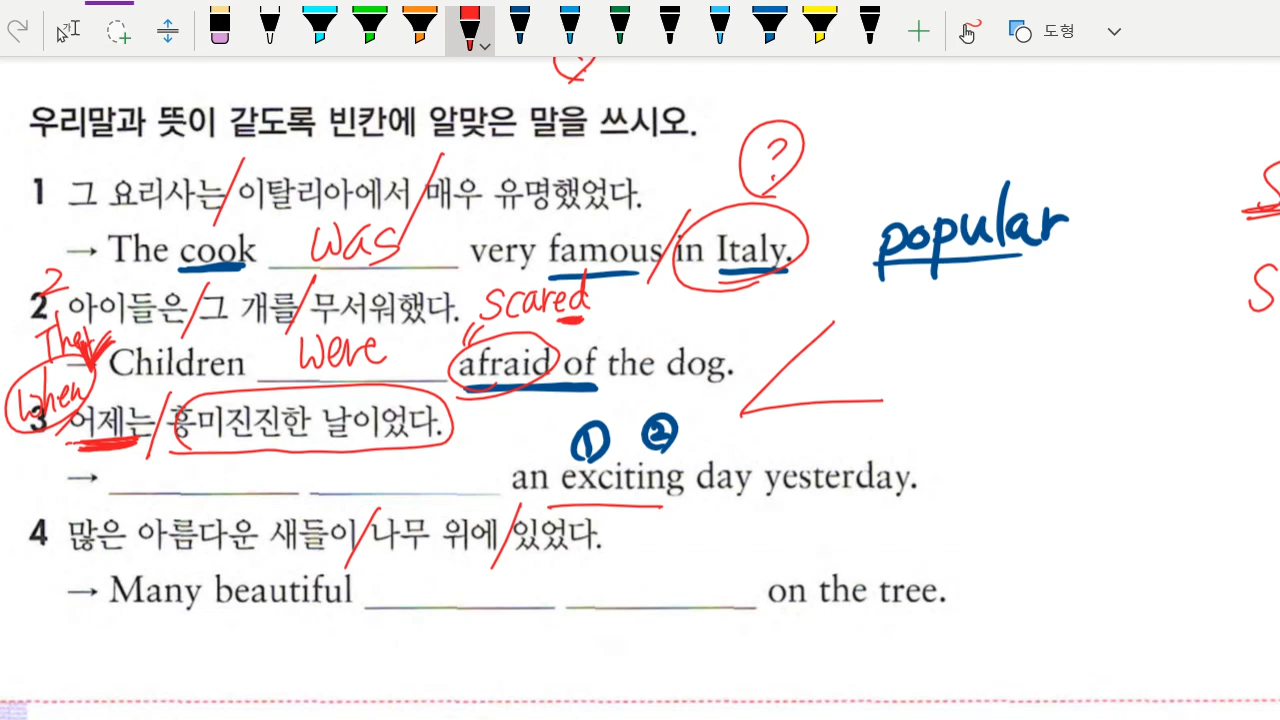 도형
우리말과 뜻이 같도록 빈칸에 알맞은 말을 쓰시오.
?
1 그 요리사는 이탈리아에서 매우 유명했었다.
popular
→ The cook was very famous in Italy.
2
2 아이들은 그 개를 무서워했다.
scared
→ Children were afraid of the dog.
when
3 어제는 흥미진진한 날이었다.
① ②
→ an exciting day yesterday.
4 많은 아름다운 새들이 나무 위에 있었다.
→ Many beautiful on the tree.